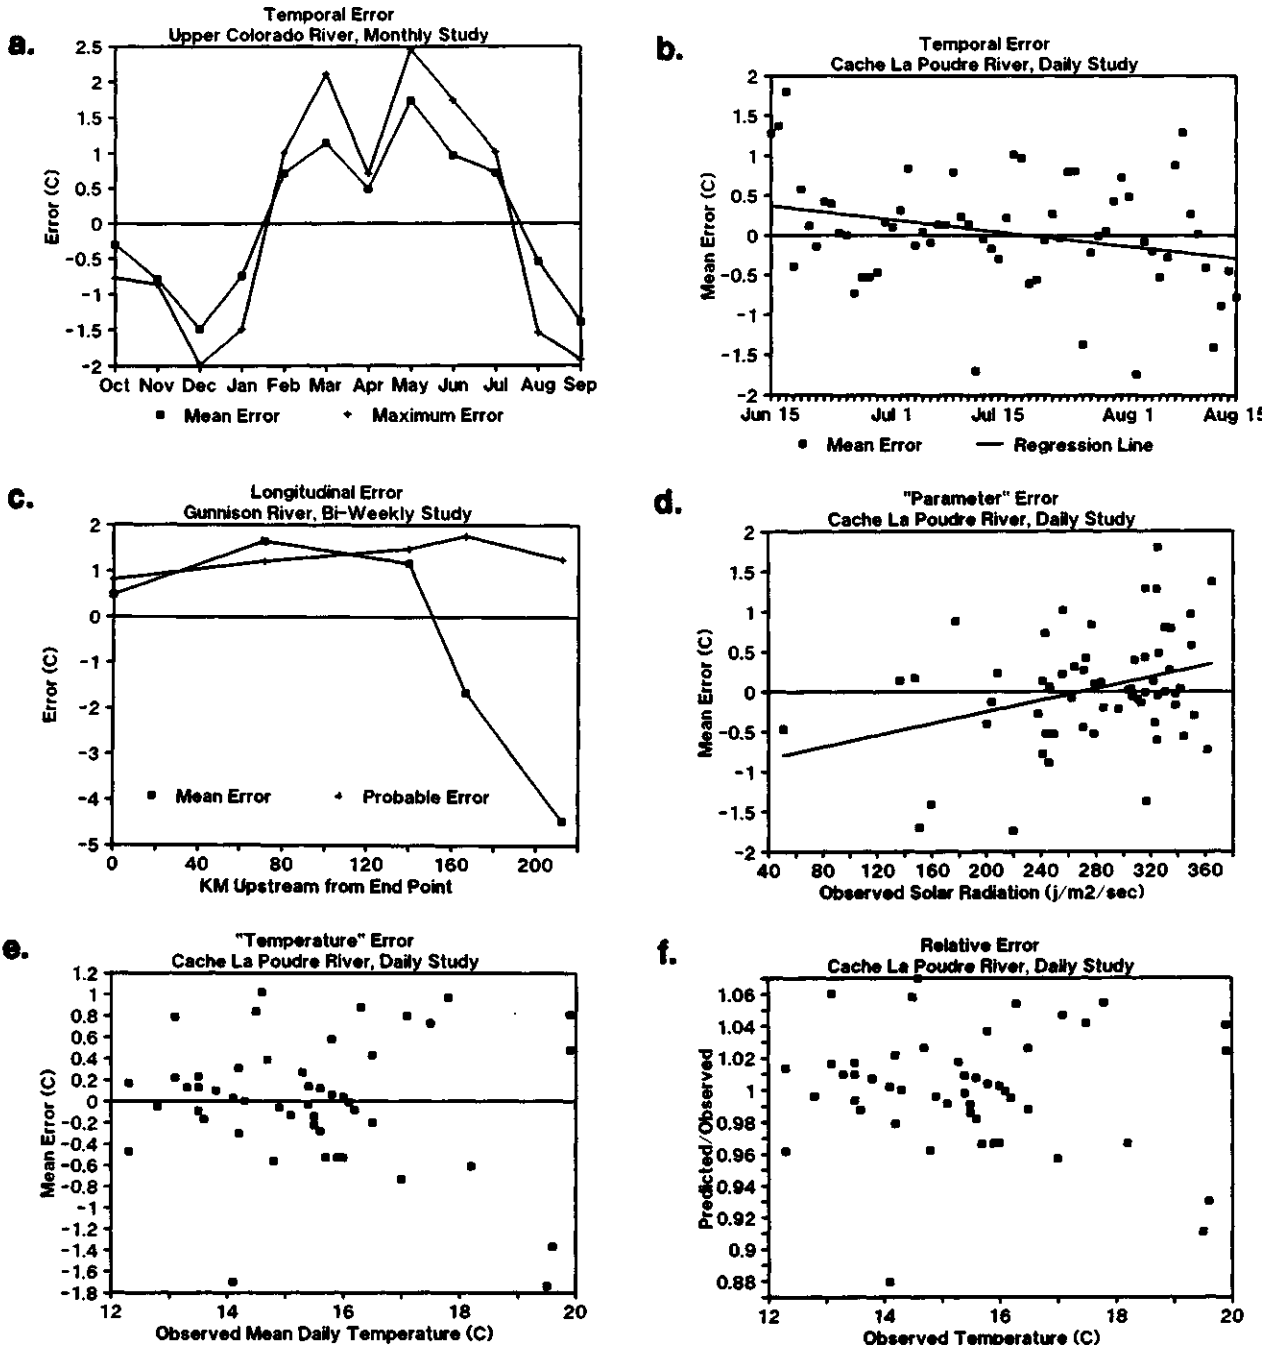 a.
Temporal Error
Upper Colorado River, Monthly Study
2.5
2
1.5
1
0.5
0
-0.5
-1
-1.5
-2
Error (C)
Oct Nov Dec Jan Feb Mar Apr May Jun Jul Aug Sep
Mean Error Maximum Error
b.
Temporal Error
Cache La Poudre River, Daily Study
2
1.5
1
0.5
0
-0.5
-1
-1.5
-2
Mean Error (C)
Jun 15 Jul 1 Jul 15 Aug 1 Aug 15
Mean Error Regression Line
c.
Longitudinal Error
Gunnison River, Bi-Weekly Study
2
1
0
-1
-2
-3
-4
-5
Error (C)
Mean Error Probable Error
0 40 80 120 160 200
KM Upstream from End Point
d.
"Parameter" Error
Cache La Poudre River, Daily Study
2
1.5
1
0.5
0
-0.5
-1
-1.5
-2
Mean Error (C)
40 80 120 160 200 240 280 320 360
Observed Solar Radiation (j/m2/sec)
e.
"Temperature" Error
Cache La Poudre River, Daily Study
1.2
1
0.8
0.6
0.4
0.2
0
-0.2
-0.4
-0.6
-0.8
-1
-1.2
-1.4
-1.6
-1.8
Mean Error (C)
12 14 16 18 20
Observed Mean Daily Temperature (C)
f.
Relative Error
Cache La Poudre River, Daily Study
1.06
1.04
1.02
1
0.98
0.96
0.94
0.92
0.9
0.88
Predicted/Observed
12 14 16 18 20
Observed Temperature (C)